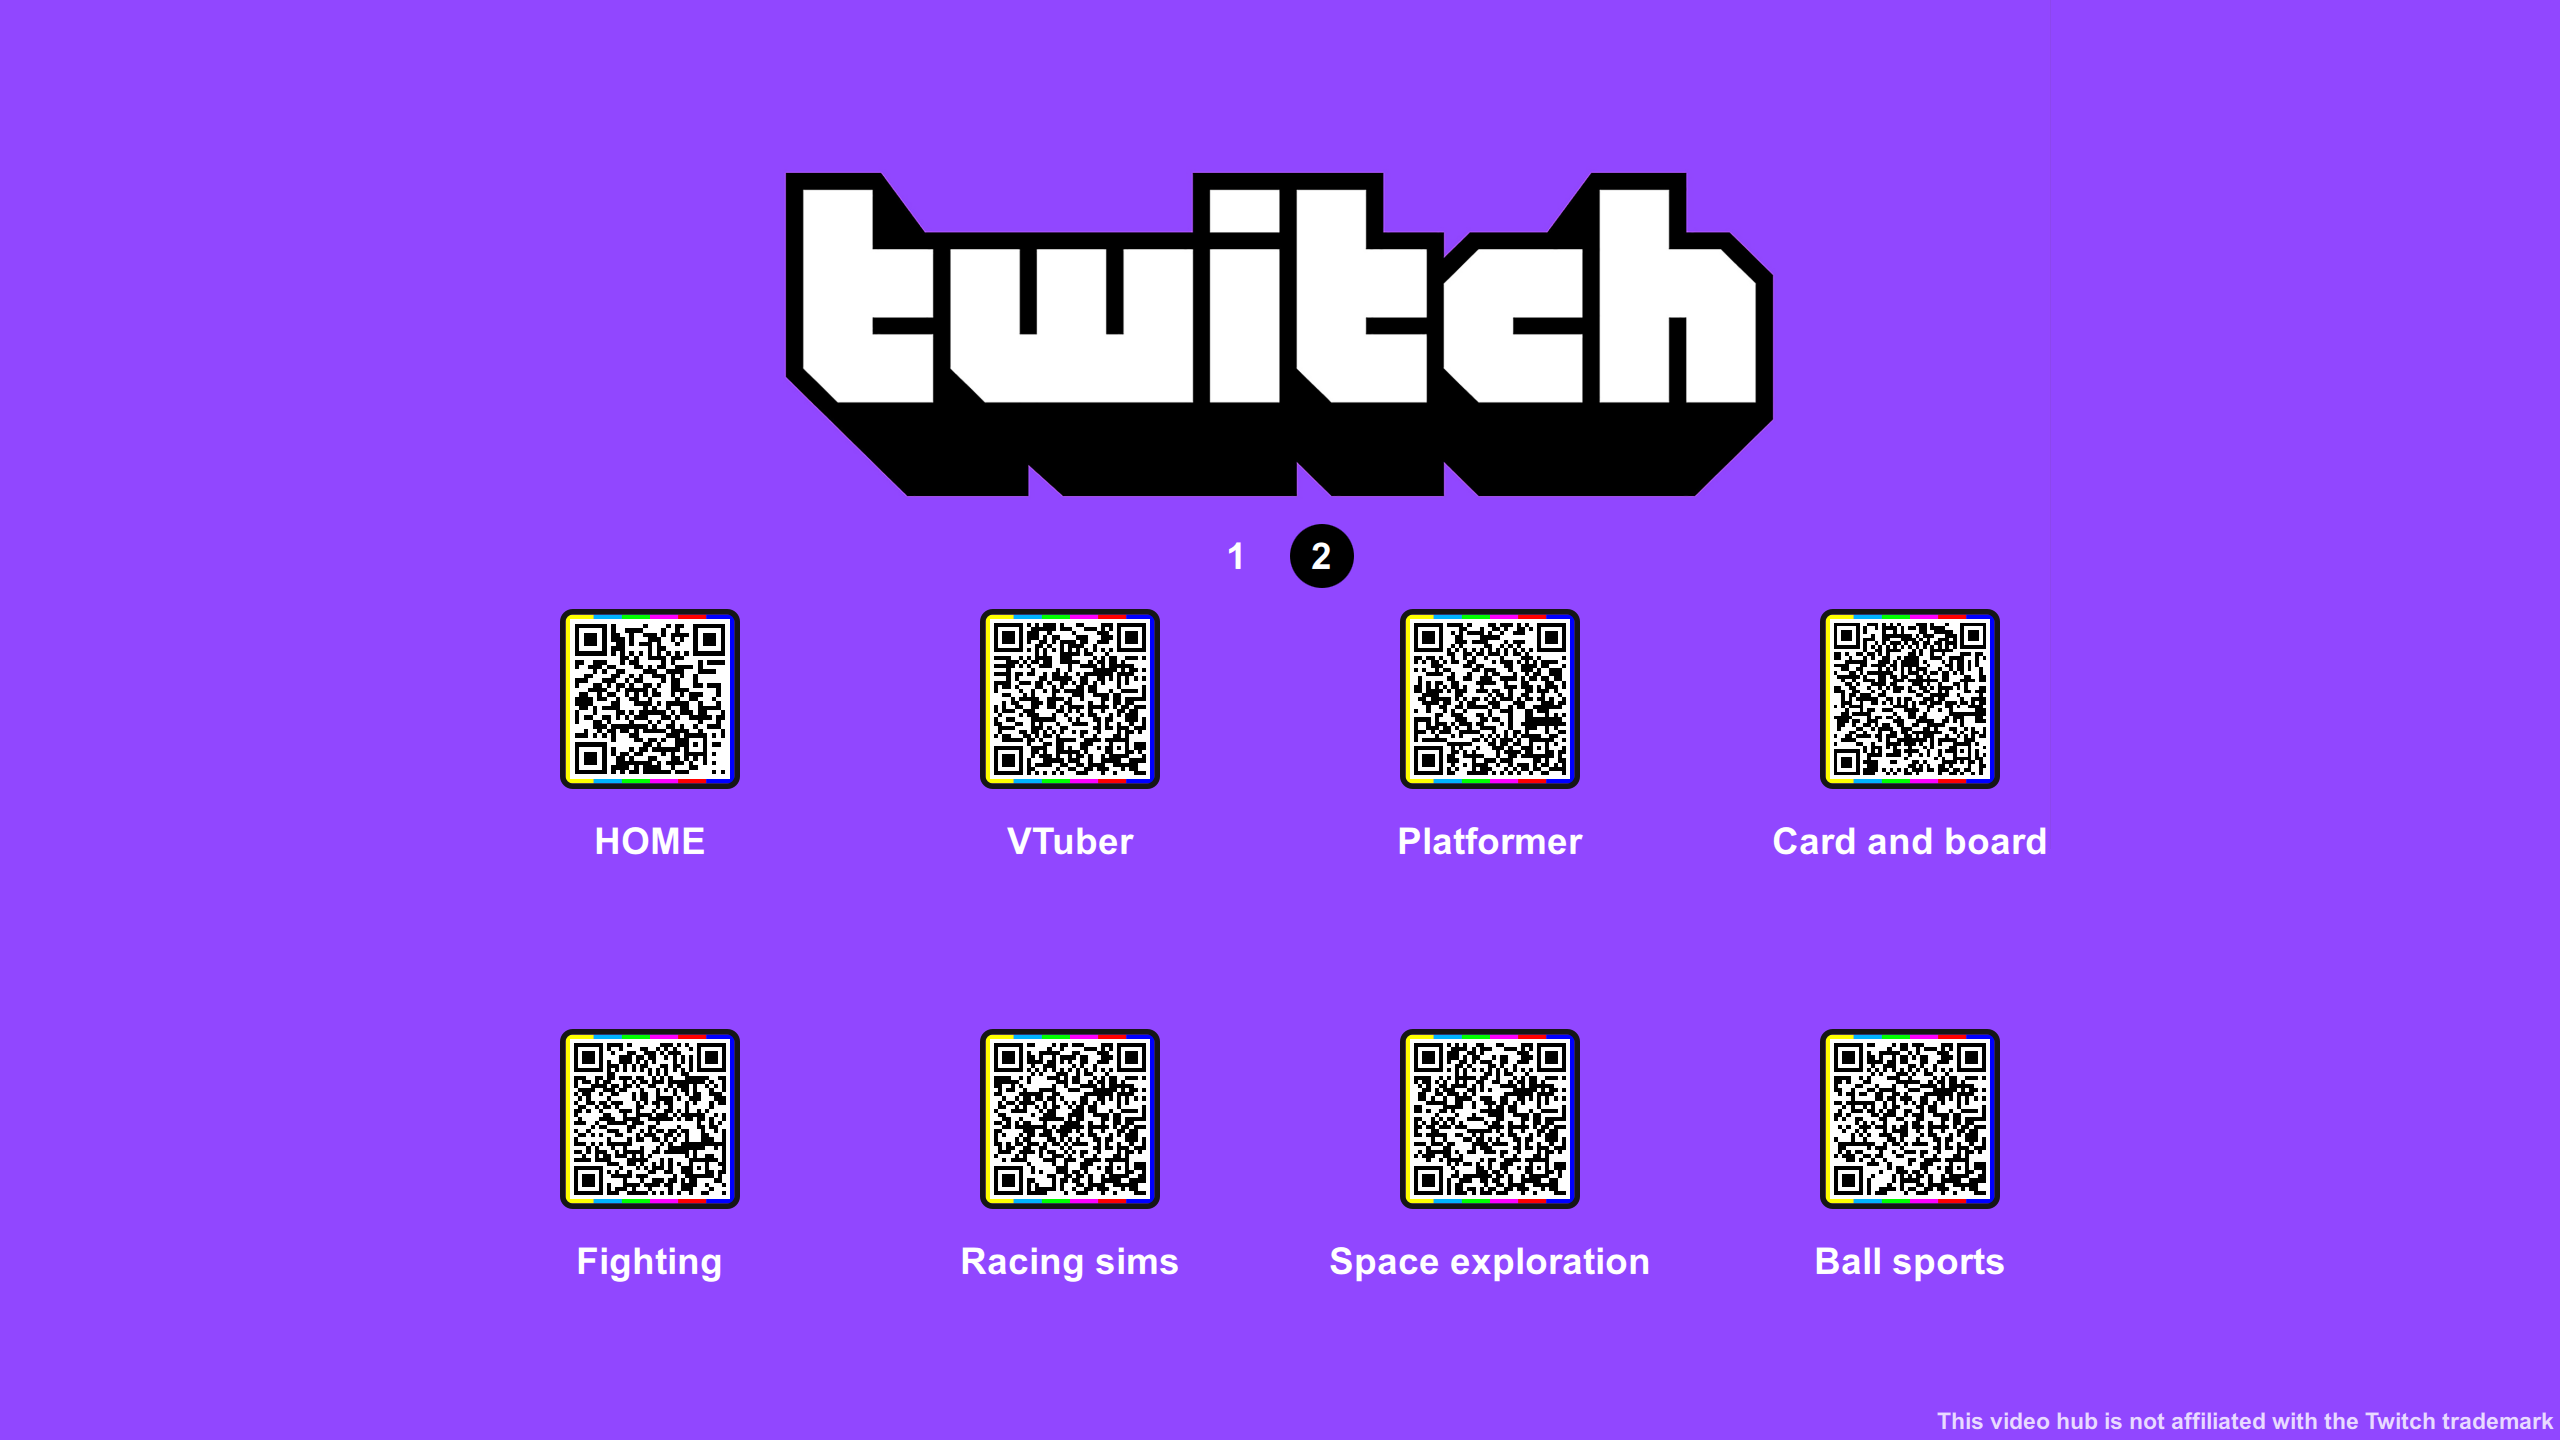 twitch
1 2
HOME
VTuber
Platformer
Card and board
Fighting
Racing sims
Space exploration
Ball sports
This video hub is not affiliated with the Twitch trademark